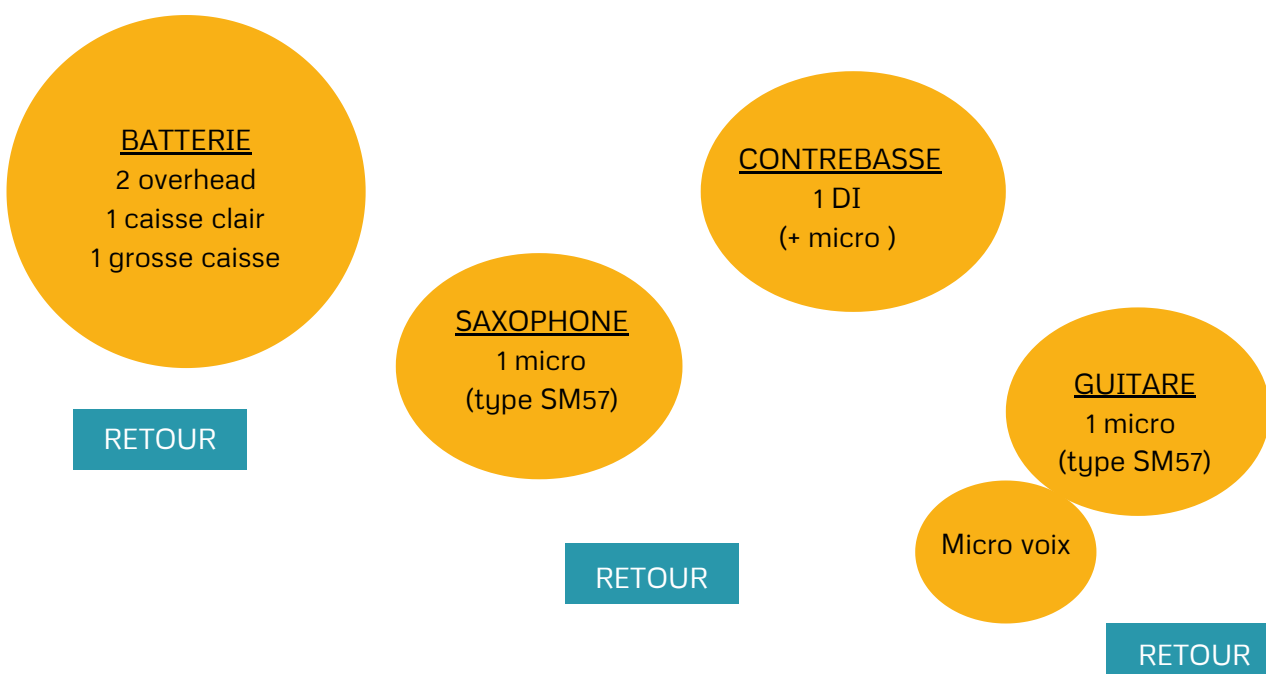 BATTERIE
2 overhead
1 caisse clair
1 grosse caisse
CONTREBASSE
1 DI
(+ micro )
SAXOPHONE
1 micro
(type SM57)
GUITARE
1 micro
(type SM57)
RETOUR
Micro voix
RETOUR
RETOUR